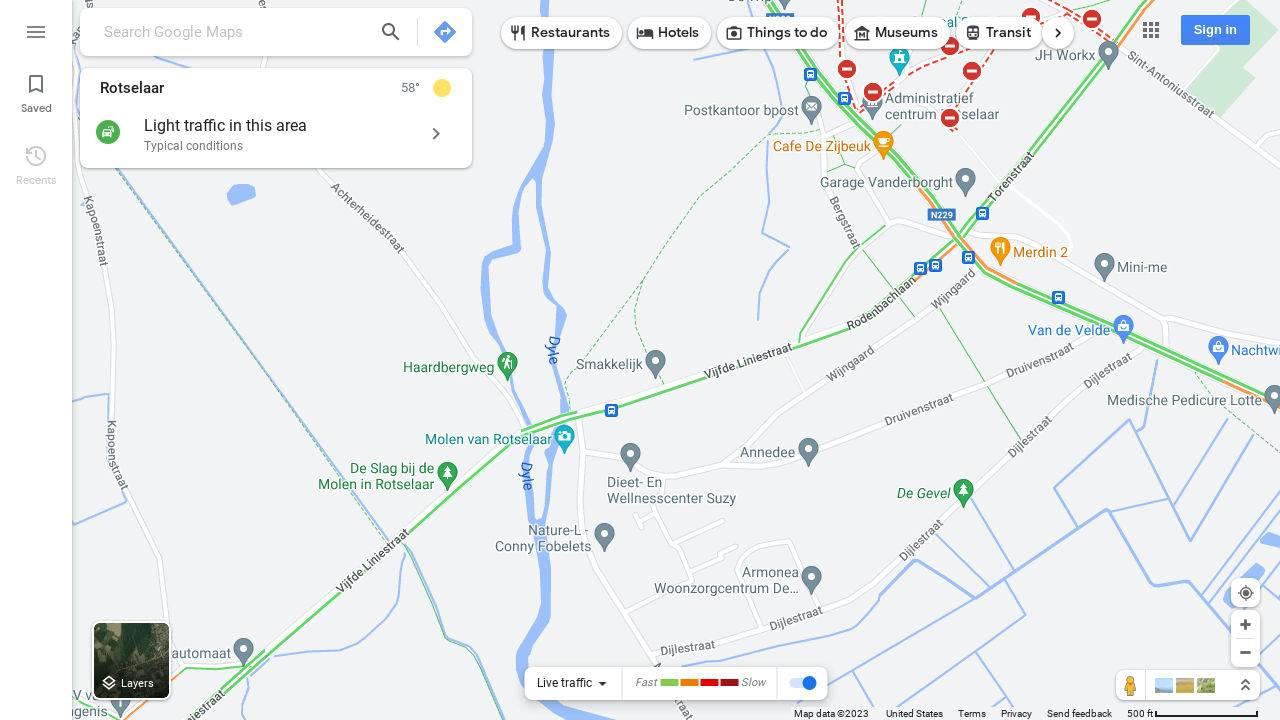 Search Google Maps
Restaurants
Hotels
Things to do
Museums
Transit
Sign in
Saved
Recents
Rotselaar
58°
Light traffic in this area
Typical conditions
JH Workx
Sint-Antoniusstraat
Postkantoor bpost
Administratief
Cafe De Zijbeuk
Garage Vanderborght
Torenstraat
Kapoenstraat
Achterheidestraat
Bergstraat
N229
Merdin 2
Mini-me
Rodenbachlaan
Wijngaard
Van de Velde
Dyle
Haardbergweg
Smakkelijk
Vijfde Liniestraat
Wijngaard
Druivenstraat
Dijlestraat
Medische Pedicure Lotte
Druivenstraat
Kapoenstraat
Molen van Rotselaar
Annedee
Dijlestraat
De Slag bij de
Molen in Rotselaar
Dyle
Dieet- En
Wellnesscenter Suzy
De Gevel
Nature-L -
Conny Fobelets
Dijlestraat
Vijfde Liniestraat
Armonea
Woonzorgcentrum De...
Dijlestraat
Dijlestraat
automaat
Layers
Live traffic
Fast
Slow
Map data ©2023
United States
Terms
Privacy
Send feedback
500 ft